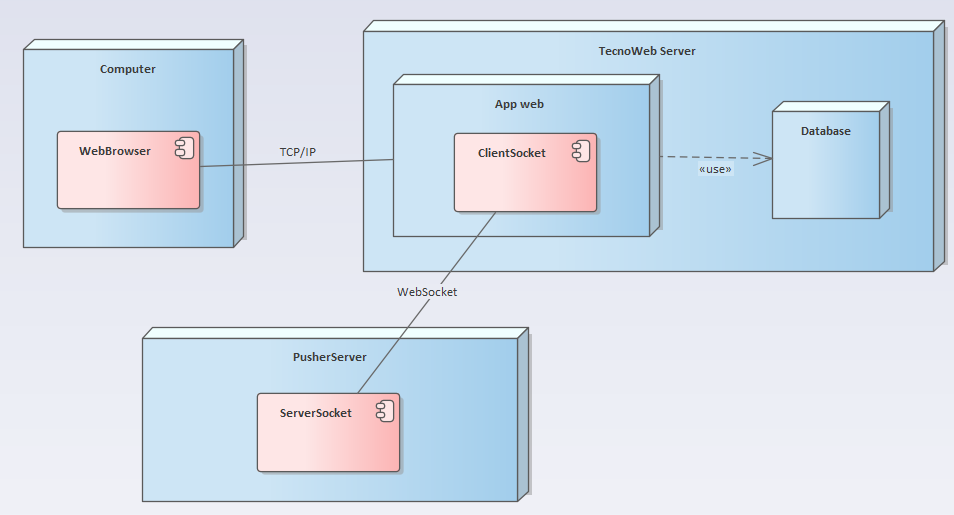 TecnoWeb Server
Computer
App web
Database
WebBrowser
TCP/IP
ClientSocket
«use»
WebSocket
PusherServer
ServerSocket